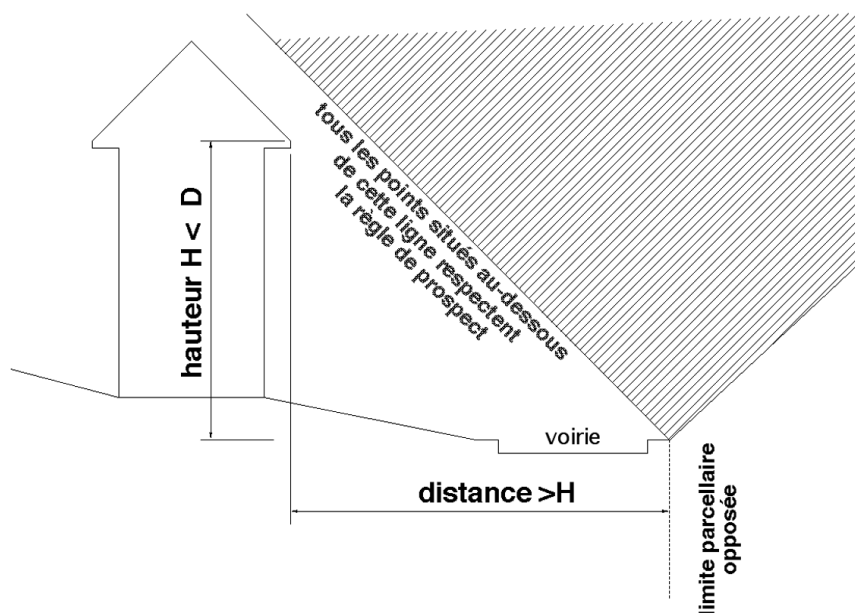 tous les points situés au-dessous
de cette ligne respectent
la règle de prospect
hauteur H < D
voirie
distance >H
limite parcellaire
opposée